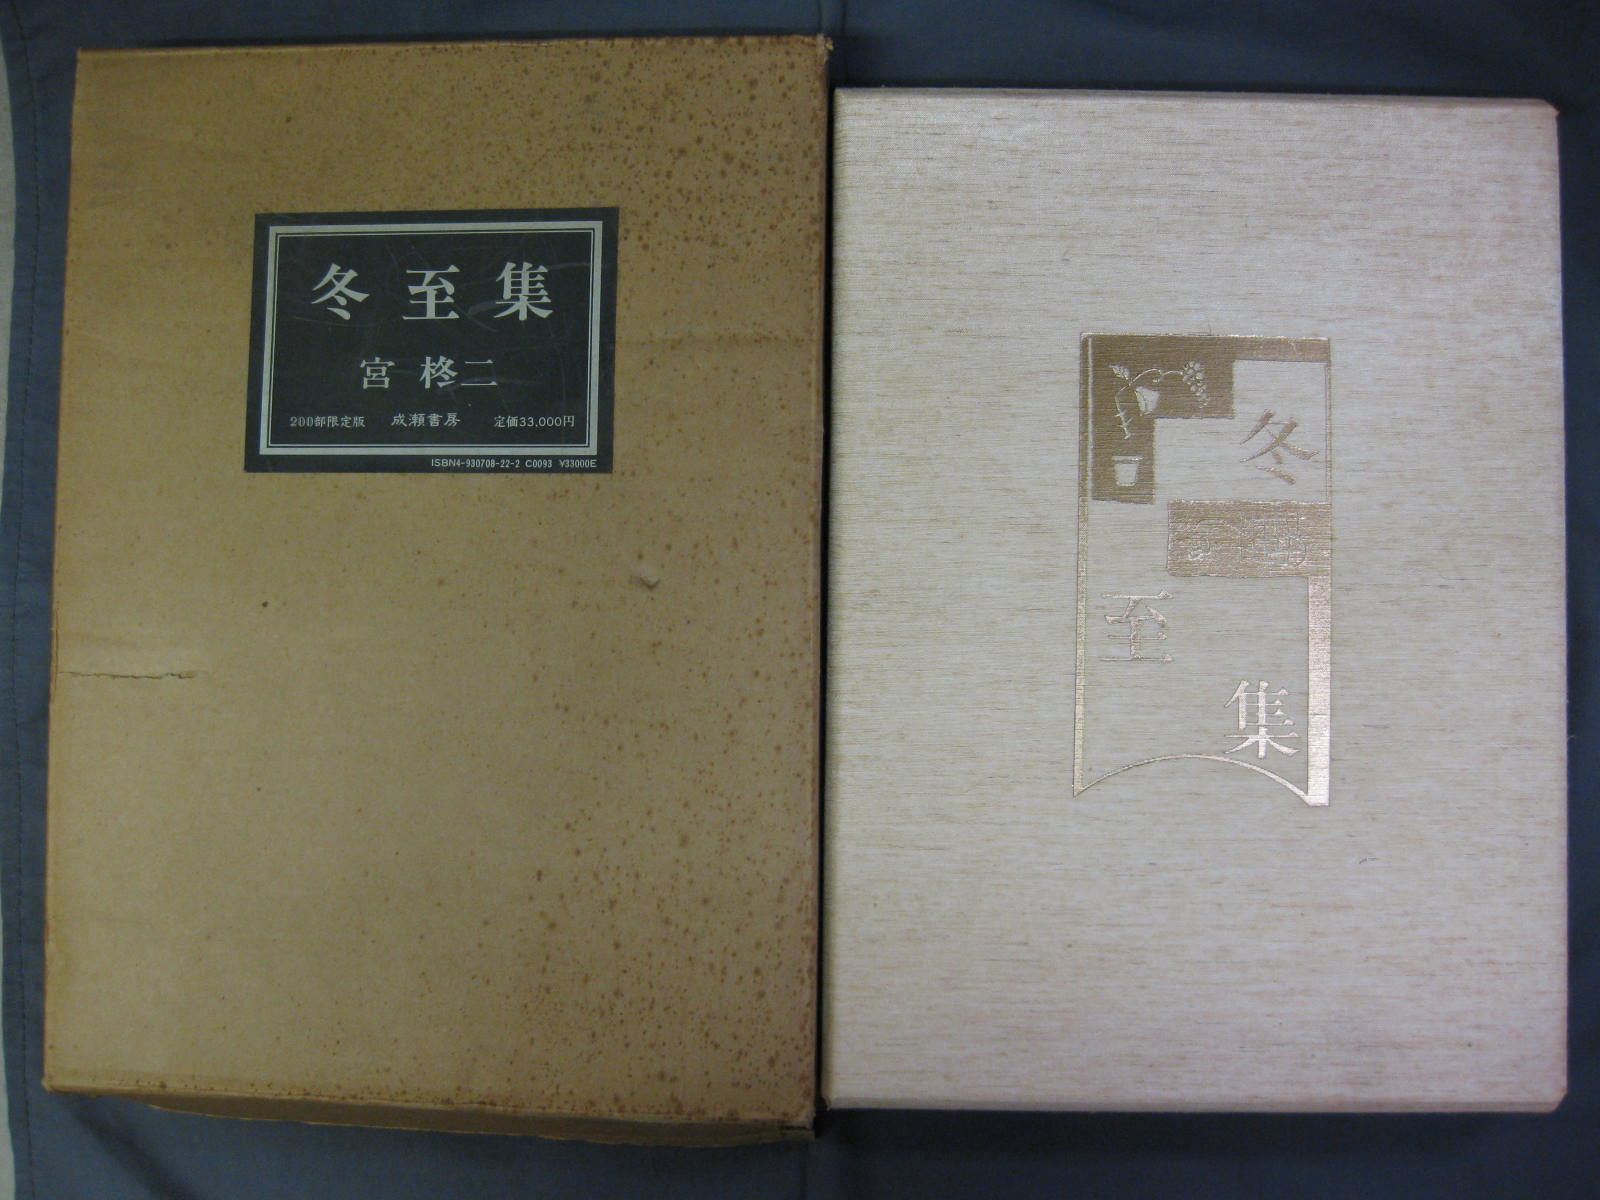 冬至集
宮 柊二
200部限定版 成瀬書房 定価33,000円
ISBN4-930708-22-2 C0093 ¥33000E
冬
至
集